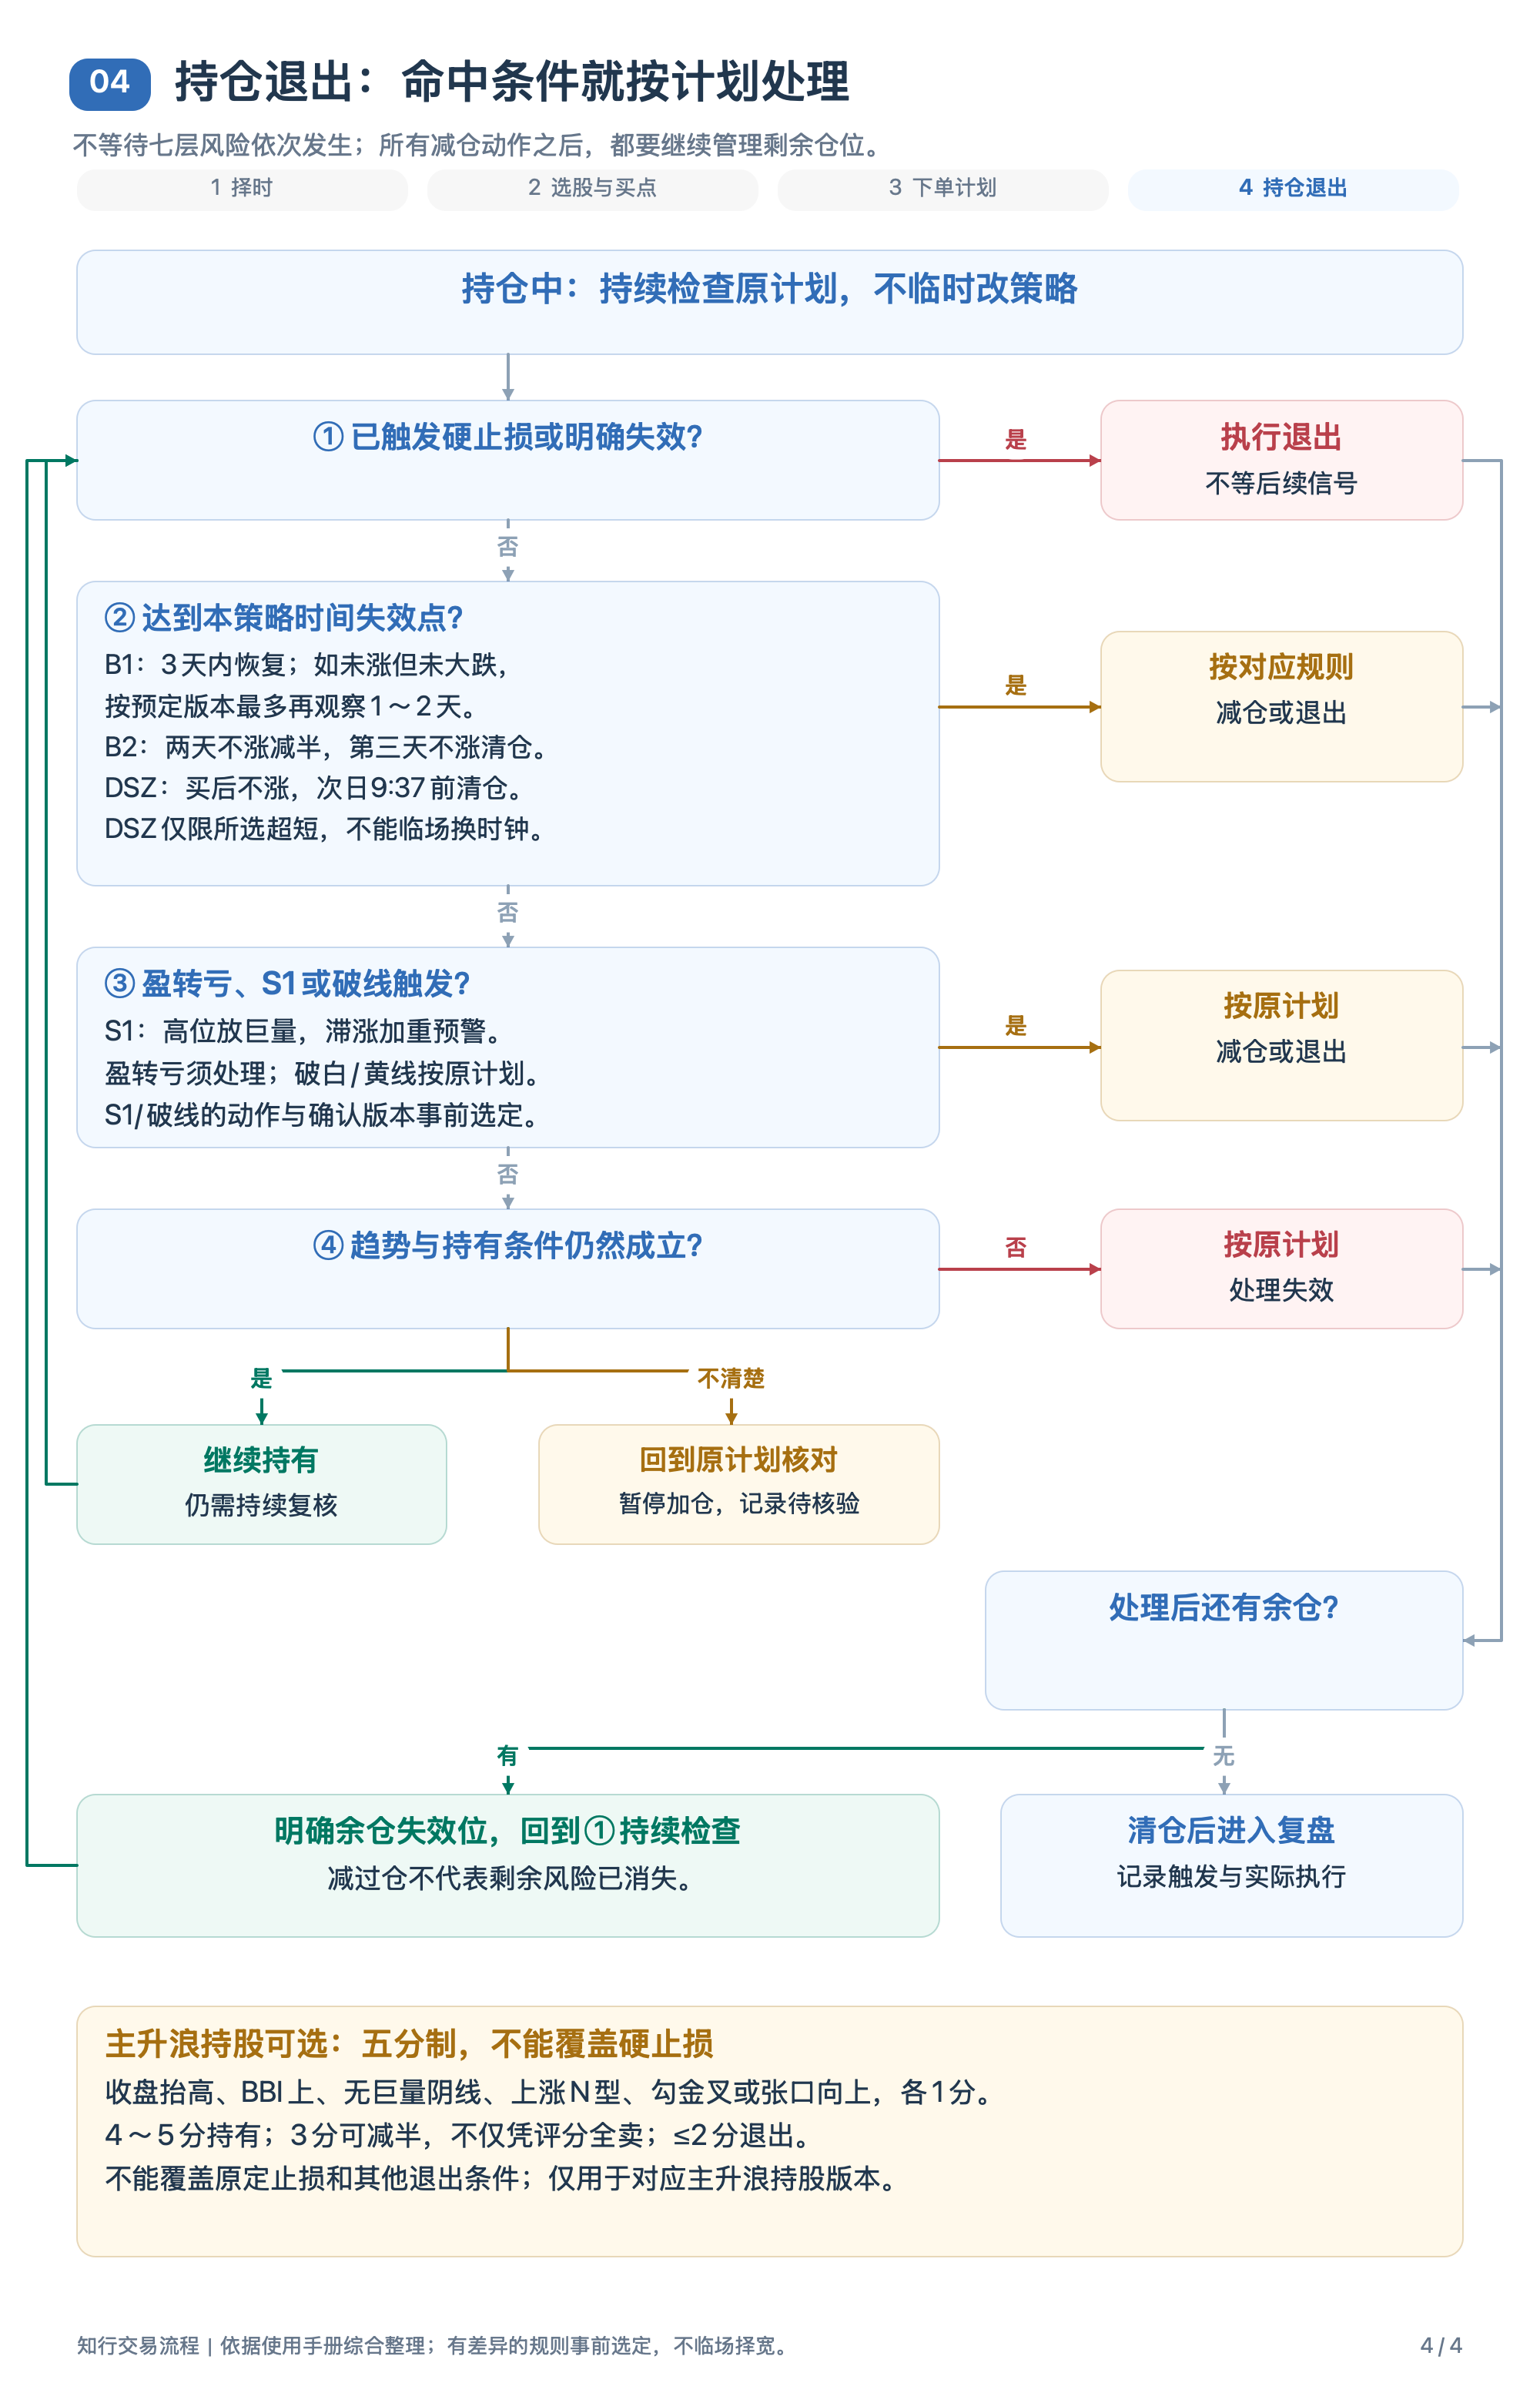 04 持仓退出：命中条件就按计划处理
不等待七层风险依次发生；所有减仓动作之后，都要继续管理剩余仓位。
1 择时
2 选股与买点
3 下单计划
4 持仓退出
持仓中：持续检查原计划，不临时改策略
①已触发硬止损或明确失效?
是
执行退出
不等后续信号
否
②达到本策略时间失效点?
B1：3天内恢复；如未涨但未大跌，
按预定版本最多再观察1～2天。
B2：两天不涨减半，第三天不涨清仓。
DSZ：买后不涨，次日9:37前清仓。
DSZ仅限所选超短，不能临场换时钟。
是
按对应规则
减仓或退出
否
③盈转亏、S1或破线触发?
S1：高位放巨量，滞涨加重预警。
盈转亏须处理；破白/黄线按原计划。
S1/破线的动作与确认版本事前选定。
是
按原计划
减仓或退出
否
④趋势与持有条件仍然成立?
否
按原计划
处理失效
是
不清楚
继续持有
仍需持续复核
回到原计划核对
暂停加仓，记录待核验
处理后还有余仓?
有
无
明确余仓失效位，回到①持续检查
减过仓不代表剩余风险已消失。
清仓后进入复盘
记录触发与实际执行
主升浪持股可选：五分制，不能覆盖硬止损
收盘抬高、BBI上、无巨量阴线、上涨N型、勾金叉或张口向上，各1分。
4～5分持有；3分可减半，不仅凭评分全卖；≤2分退出。
不能覆盖原定止损和其他退出条件；仅用于对应主升浪持股版本。
知行交易流程 | 依据使用手册综合整理；有差异的规则事前选定，不临场择宽。
4/4